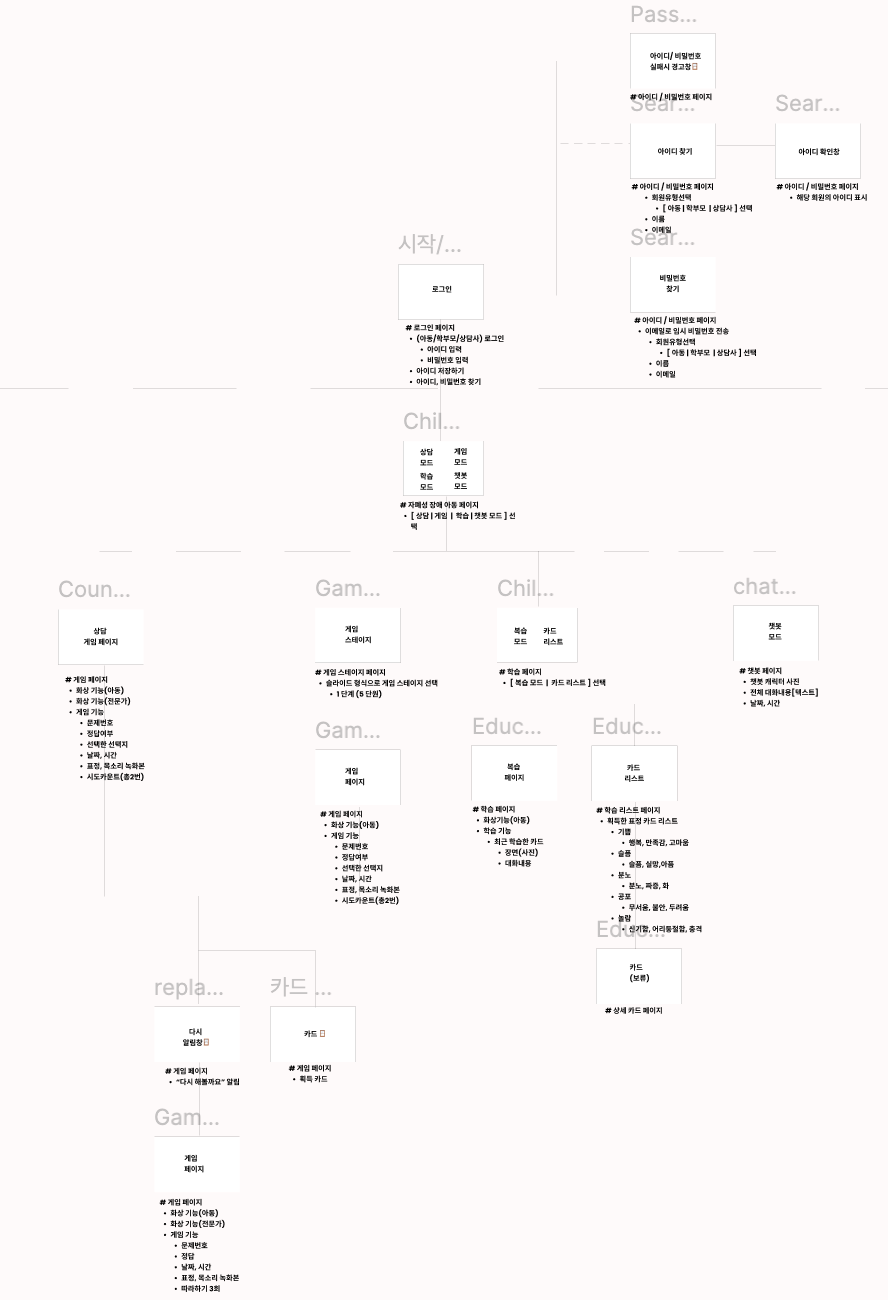 Pass...
아이디/ 비밀번호
실패시 경고창
# 아이디 / 비밀번호 페이지
Sear...
아이디 찾기
# 아이디 / 비밀번호 페이지
• 회원유형선택
• [ 아동 | 학부모 | 상담사 ] 선택
• 이름
• 이메일
Sear...
아이디 확인창
# 아이디 / 비밀번호 페이지
• 해당 회원의 아이디 표시
Sear...
비밀번호
찾기
# 아이디 / 비밀번호 페이지
• 이메일로 임시 비밀번호 전송
• 회원유형선택
• [ 아동 | 학부모 | 상담사 ] 선택
• 이름
• 이메일
시작/...
로그인
# 로그인 페이지
• (아동/학부모/상담사) 로그인
• 아이디 입력
• 비밀번호 입력
• 아이디 저장하기
• 아이디, 비밀번호 찾기
Chil...
상담
모드
게임
모드
학습
모드
챗봇
모드
# 자폐성 장애 아동 페이지
• [ 상담 | 게임 | 학습 | 챗봇 모드 ] 선
택
Coun...
상담
게임 페이지
# 게임 페이지
• 화상 기능(아동)
• 화상 기능(전문가)
• 게임 기능
• 문제번호
• 정답여부
• 선택한 선택지
• 날짜, 시간
• 표정, 목소리 녹화본
• 시도카운트(총2번)
Gam...
게임
스테이지
# 게임 스테이지 페이지
• 슬라이드 형식으로 게임 스테이지 선택
• 1 단계 (5 단원)
Gam...
게임
페이지
# 게임 페이지
• 화상 기능(아동)
• 게임 기능
• 문제번호
• 정답여부
• 선택한 선택지
• 날짜, 시간
• 표정, 목소리 녹화본
• 시도카운트(총2번)
Chil...
복습
모드
카드
리스트
# 학습 페이지
• [ 복습 모드 | 카드 리스트 ] 선택
Educ...
복습
페이지
# 학습 페이지
• 화상기능(아동)
• 학습 기능
• 최근 학습한 카드
• 장면(사진)
• 대화내용
Educ...
카드
리스트
# 학습 리스트 페이지
• 획득한 표정 카드 리스트
• 기쁨
• 행복, 만족감, 고마움
• 슬픔
• 슬픔, 실망,아픔
• 분노
• 분노, 짜증, 화
• 공포
• 무서움, 불안, 두려움
• 놀람
• 신기함, 어리둥절함, 충격
Educ...
카드
(보류)
# 상세 카드 페이지
chat...
챗봇
모드
# 챗봇 페이지
• 챗봇 캐릭터 사진
• 전체 대화내용[텍스트]
• 날짜, 시간
repla...
다시
알림창
# 게임 페이지
• “다시 해볼까요” 알림
카드 ...
카드
# 게임 페이지
• 획득 카드
Gam...
게임
페이지
# 게임 페이지
• 화상 기능(아동)
• 화상 기능(전문가)
• 게임 기능
• 문제번호
• 정답
• 날짜, 시간
• 표정, 목소리 녹화본
• 따라하기 3회